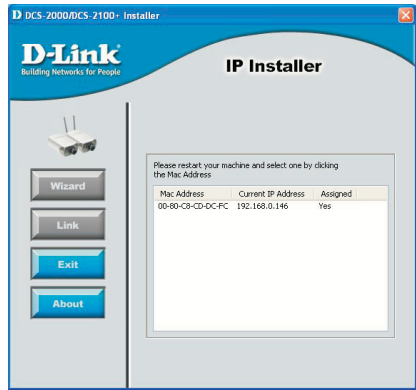 DCS-2000/DCS-2100+ Installer
D-Link
Building Networks for People
IP Installer
Please restart your machine and select one by clicking
the Mac Address
Mac Address Current IP Address Assigned
00-80-C8-CD-DC-FC 192.168.0.146 Yes
Wizard
Link
Exit
About